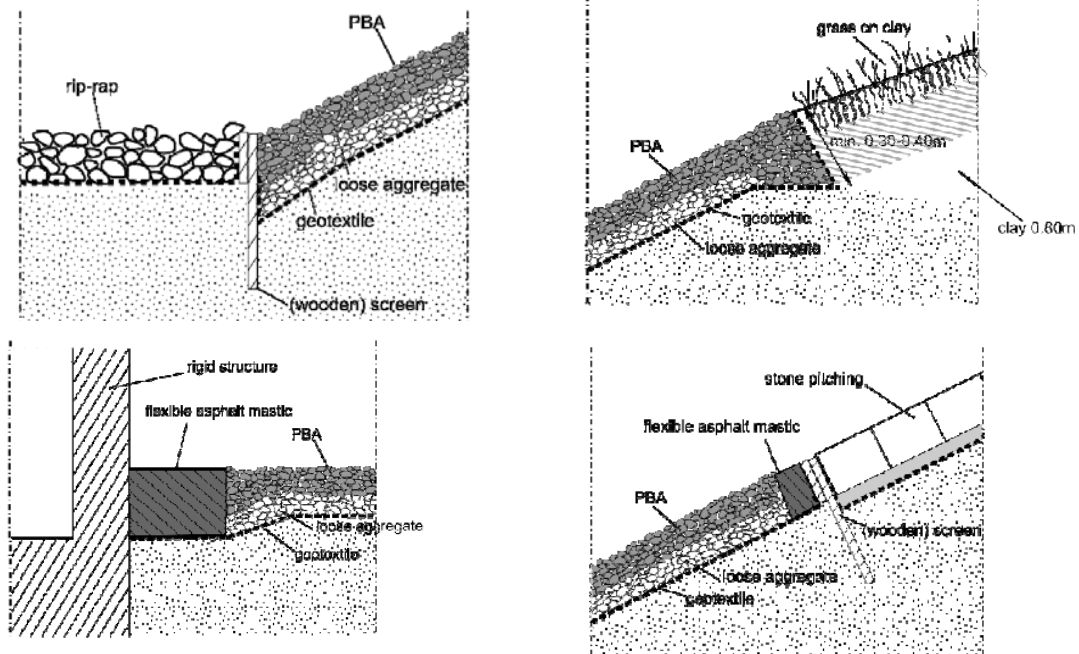 PBA
rip-rap
loose aggregate
geotextile
(wooden) screen
grass on clay
PBA
min. 0.30-0.40m
geotextile
clay 0.60m
loose aggregate
rigid structure
flexible asphalt mastic
PBA
loose aggregate
geotextile
stone pitching
flexible asphalt mastic
PBA
(wooden) screen
loose aggregate
geotextile